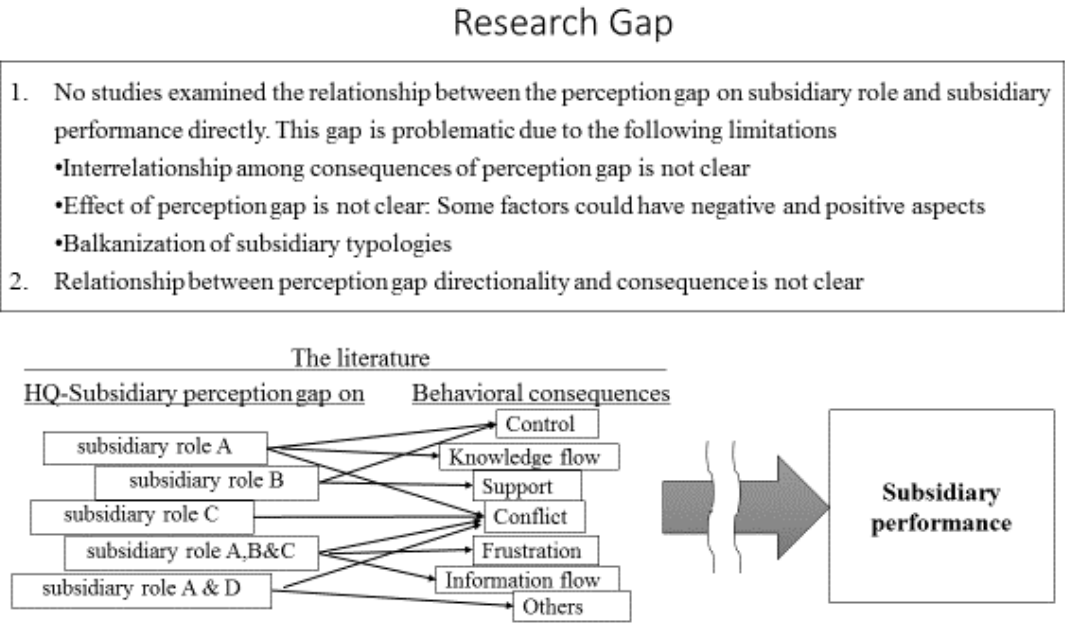 Research Gap
1. No studies examined the relationship between the perception gap on subsidiary role and subsidiary
performance directly. This gap is problematic due to the following limitations
•Interrelationship among consequences of perception gap is not clear
•Effect of perception gap is not clear: Some factors could have negative and positive aspects
•Balkanization of subsidiary typologies
2. Relationship between perception gap directionality and consequence is not clear
The literature
HQ-Subsidiary perception gap on
subsidiary role A
subsidiary role B
subsidiary role C
subsidiary role A,B&C
subsidiary role A & D
Behavioral consequences
Control
Knowledge flow
Support
Conflict
Frustration
Information flow
Others
Subsidiary
performance